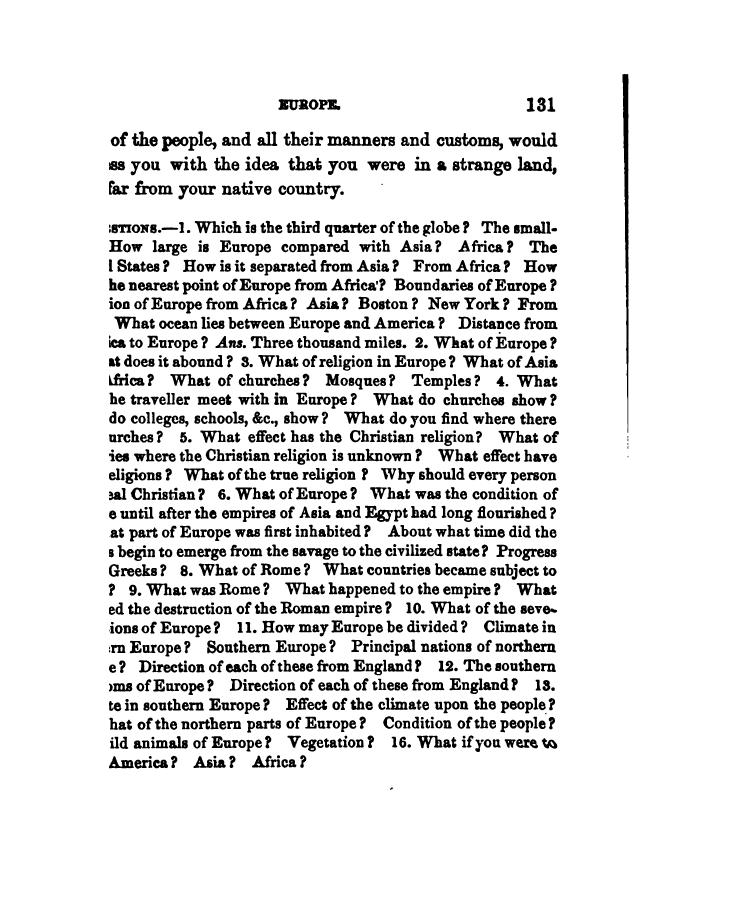 EUROPE. 131
of the people, and all their manners and customs, would
you with the idea that you were in a strange land,
far from your native country.
STIONS.—1. Which is the third quarter of the globe? The small-
How large is Europe compared with Asia? Africa? The
States? How is it separated from Asia? From Africa? How
he nearest point of Europe from Africa? Boundaries of Europe?
ion of Europe from Africa? Asia? Boston? New York? From
What ocean lies between Europe and America? Distance from
ica to Europe? Ans. Three thousand miles. 2. What of Europe?
at does it abound? 3. What of religion in Europe? What of Asia
Africa? What of churches? Mosques? Temples? 4. What
he traveller meet with in Europe? What do churches show?
do colleges, schools, &c., show? What do you find where there
urches? 5. What effect has the Christian religion? What of
ies where the Christian religion is unknown? What effect have
eligions? What of the true religion? Why should every person
eal Christian? 6. What of Europe? What was the condition of
e until after the empires of Asia and Egypt had long flourished?
at part of Europe was first inhabited? About what time did the
s begin to emerge from the savage to the civilized state? Progress
Greeks? 8. What of Rome? What countries became subject to
? 9. What was Rome? What happened to the empire? What
ed the destruction of the Roman empire? 10. What of the seve-
ions of Europe? 11. How may Europe be divided? Climate in
rn Europe? Southern Europe? Principal nations of northern
e? Direction of each of these from England? 12. The southern
oms of Europe? Direction of each of these from England? 13.
te in southern Europe? Effect of the climate upon the people?
hat of the northern parts of Europe? Condition of the people?
ild animals of Europe? Vegetation? 16. What if you were to
America? Asia? Africa?